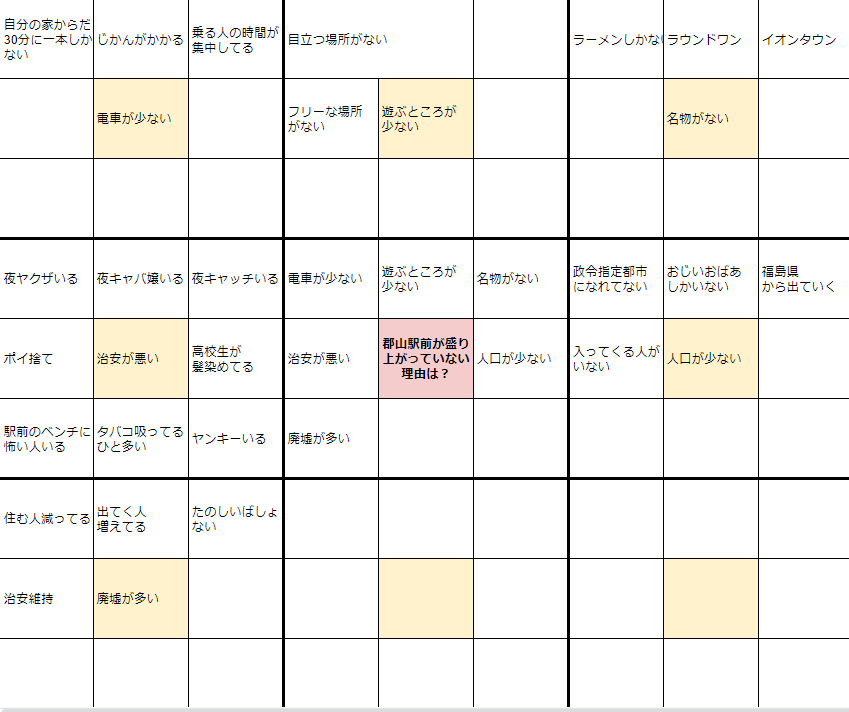 自分の家からだ
30分に一本しか
ない
じかんがかかる
乗る人の時間が
集中してる
目立つ場所がない
ラーメンしかない
ラウンドワン
イオンタウン
電車が少ない
フリーな場所
がない
遊ぶところが
少ない
名物がない
夜ヤクザいる
夜キャバ嬢いる
夜キャッチいる
電車が少ない
遊ぶところが
少ない
名物がない
政令指定都市
になれてない
おじいおばあ
しかいない
福島県
から出ていく
ポイ捨て
治安が悪い
高校生が
髪染めてる
治安が悪い
郡山駅前が盛り
上がっていない
理由は？
人口が少ない
入ってくる人が
いない
人口が少ない
駅前のベンチに
怖い人いる
タバコ吸ってる
ひと多い
ヤンキーいる
廃墟が多い
住む人減ってる
出てく人
増えてる
たのしいばしょ
ない
治安維持
廃墟が多い